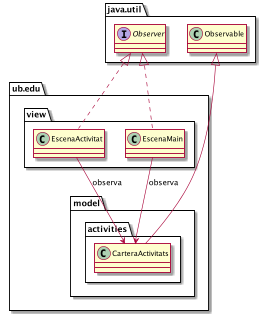 java.util
I Observer
C Observable
ub.edu
view
C EscenaActivitat
C EscenaMain
observa
observa
model
activities
C CarteraActivitats